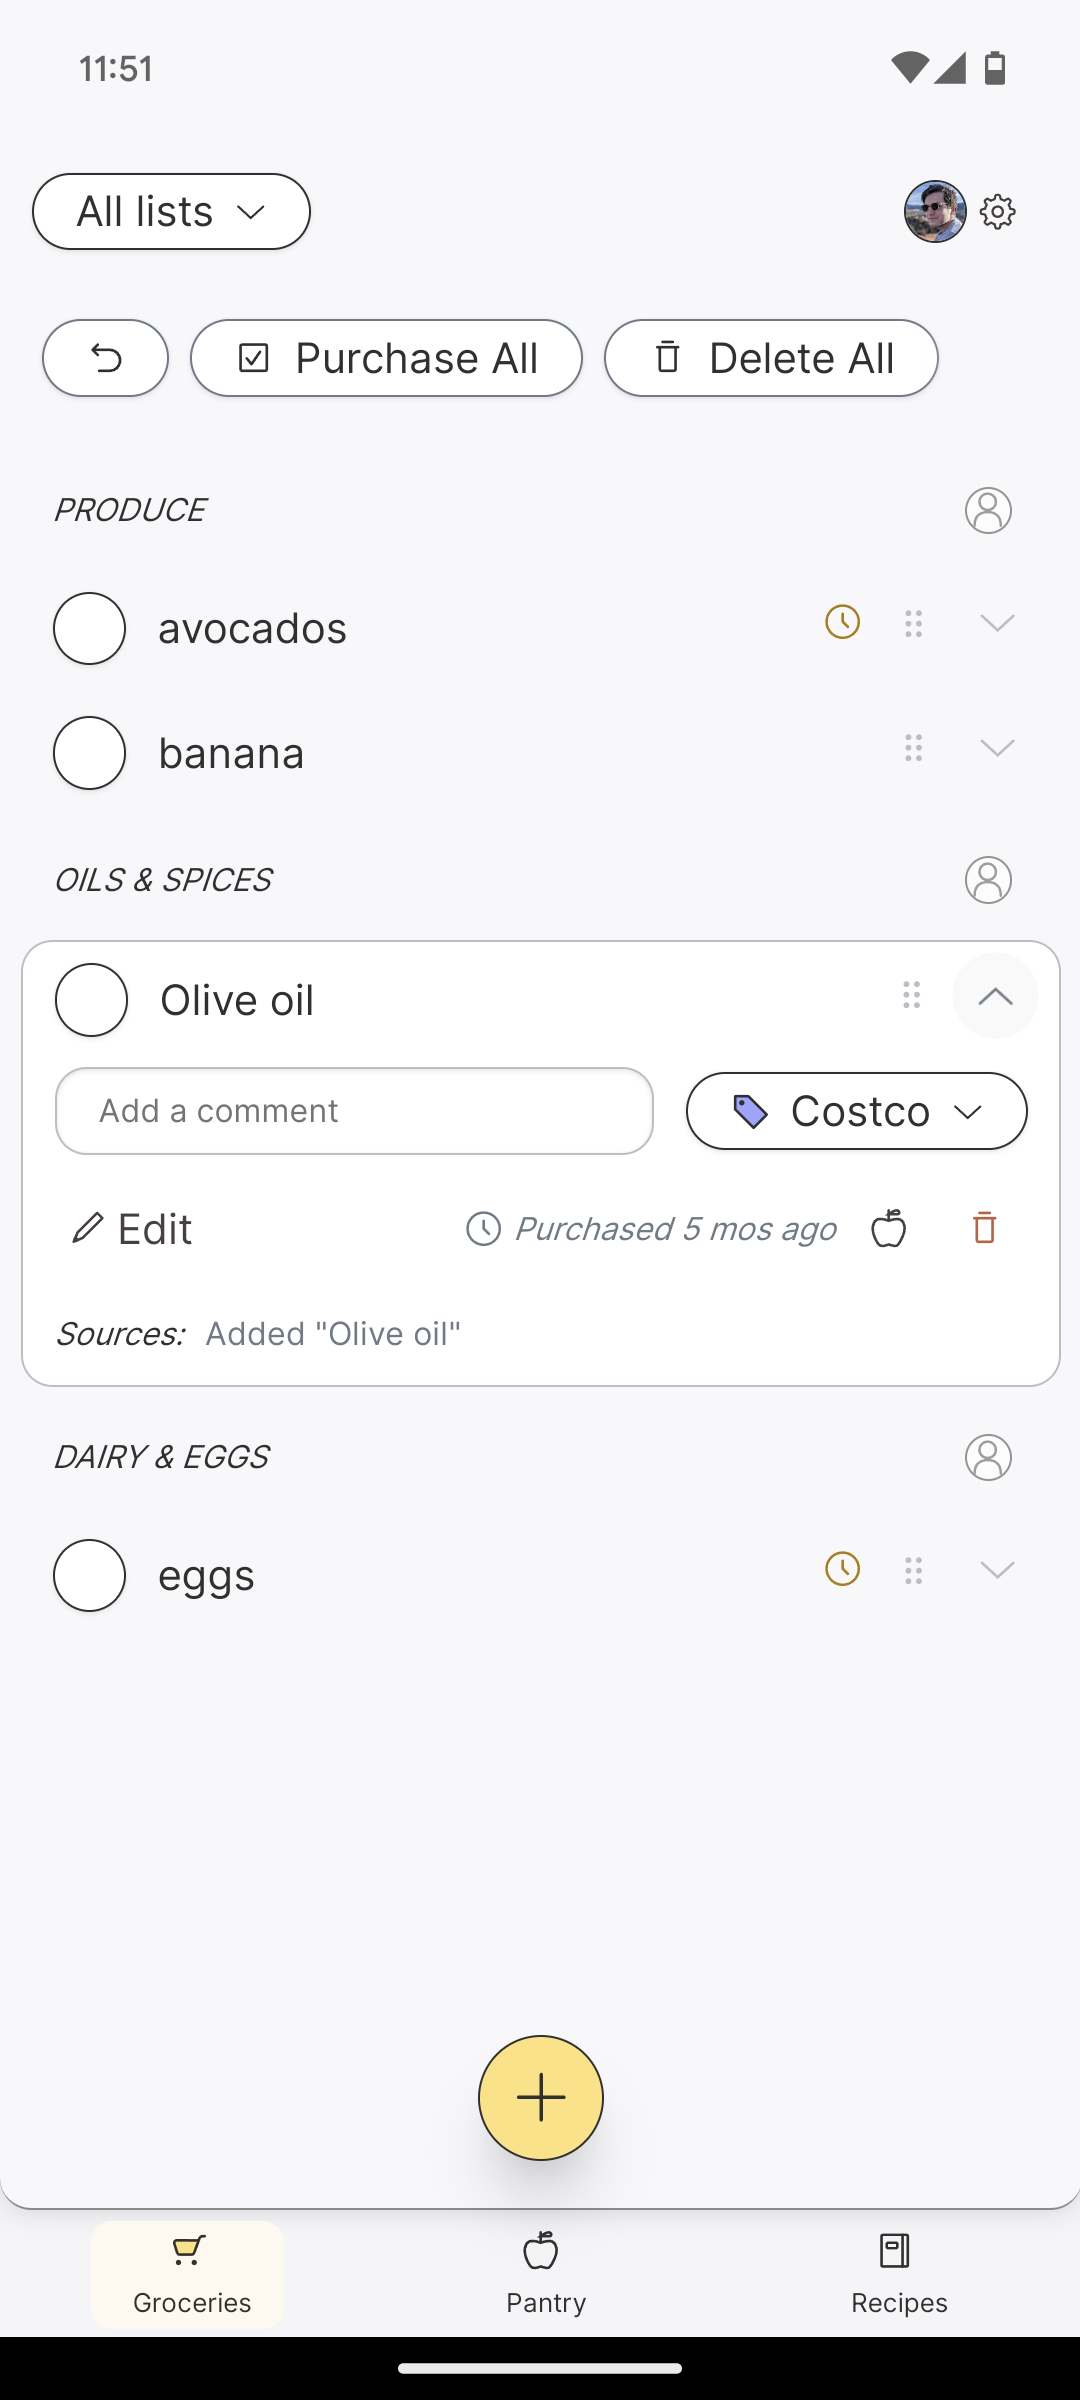 11:51
All lists
Purchase All
Delete All
PRODUCE
avocados
banana
OILS & SPICES
Olive oil
Add a comment
Costco
Edit
Purchased 5 mos ago
Sources: Added "Olive oil"
DAIRY & EGGS
eggs
Groceries
Pantry
Recipes